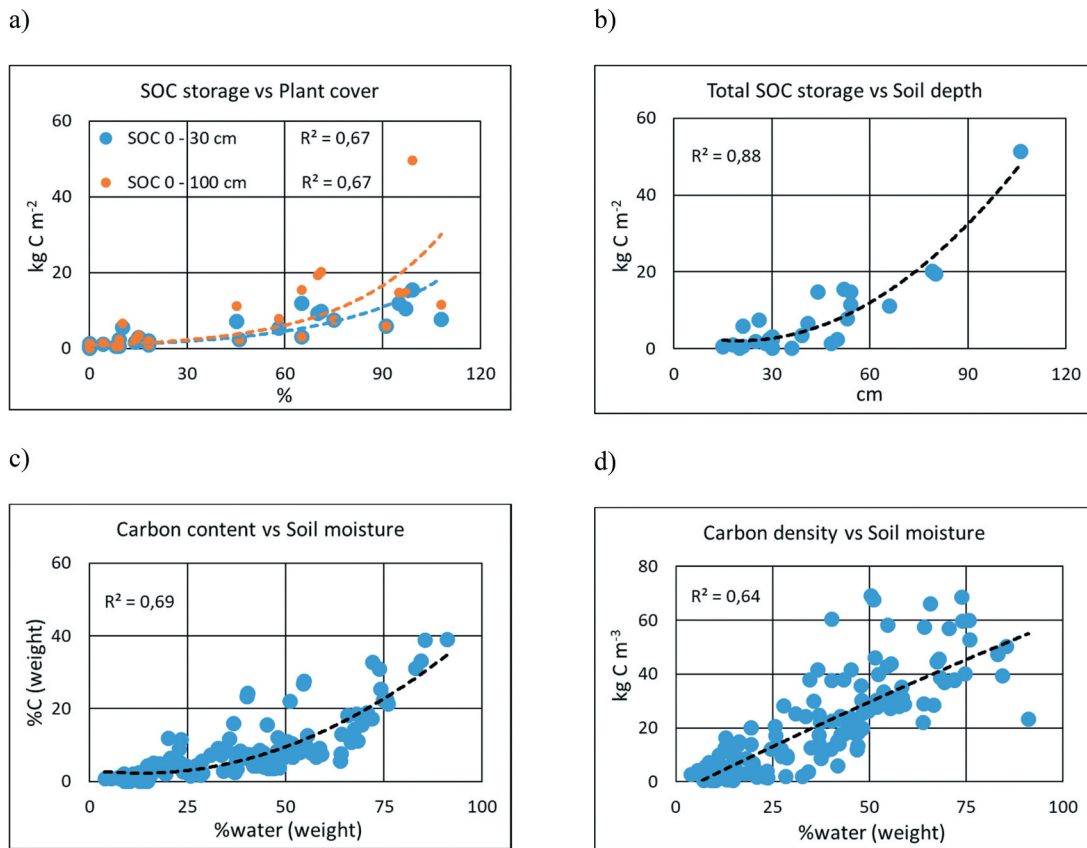 a)
SOC storage vs Plant cover
60
SOC 0 - 30 cm R² = 0,67
SOC 0 - 100 cm R² = 0,67
40
20
0
kg C m⁻²
0 30 60 90 120
%
b)
Total SOC storage vs Soil depth
60
R² = 0,88
40
20
0
kg C m⁻²
0 30 60 90 120
cm
c)
Carbon content vs Soil moisture
60
R² = 0,69
40
20
0
%C (weight)
0 25 50 75 100
%water (weight)
d)
Carbon density vs Soil moisture
80
R² = 0,64
60
40
20
0
kg C m⁻³
0 25 50 75 100
%water (weight)